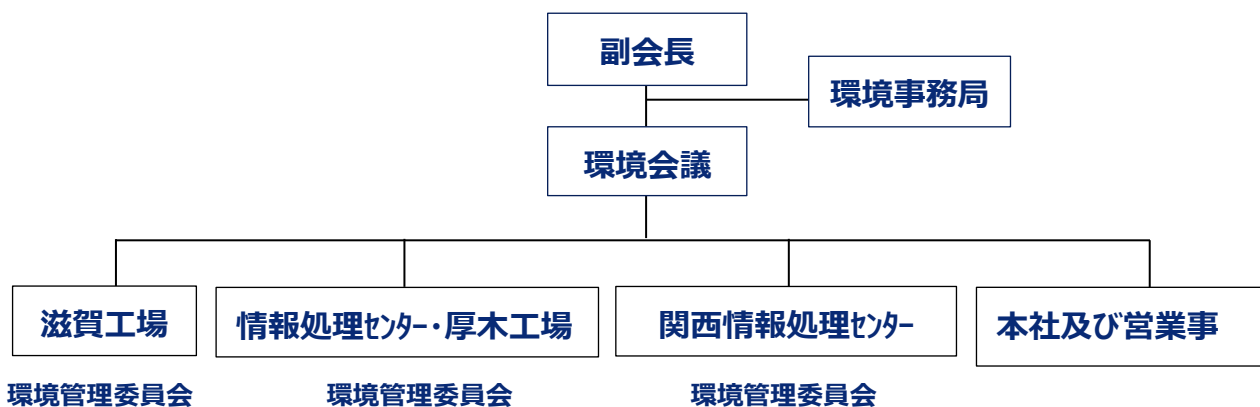 副会長
環境事務局
環境会議
滋賀工場
情報処理ｾﾝﾀｰ・厚木工場
関西情報処理ｾﾝﾀｰ
本社及び営業事
環境管理委員会
環境管理委員会
環境管理委員会